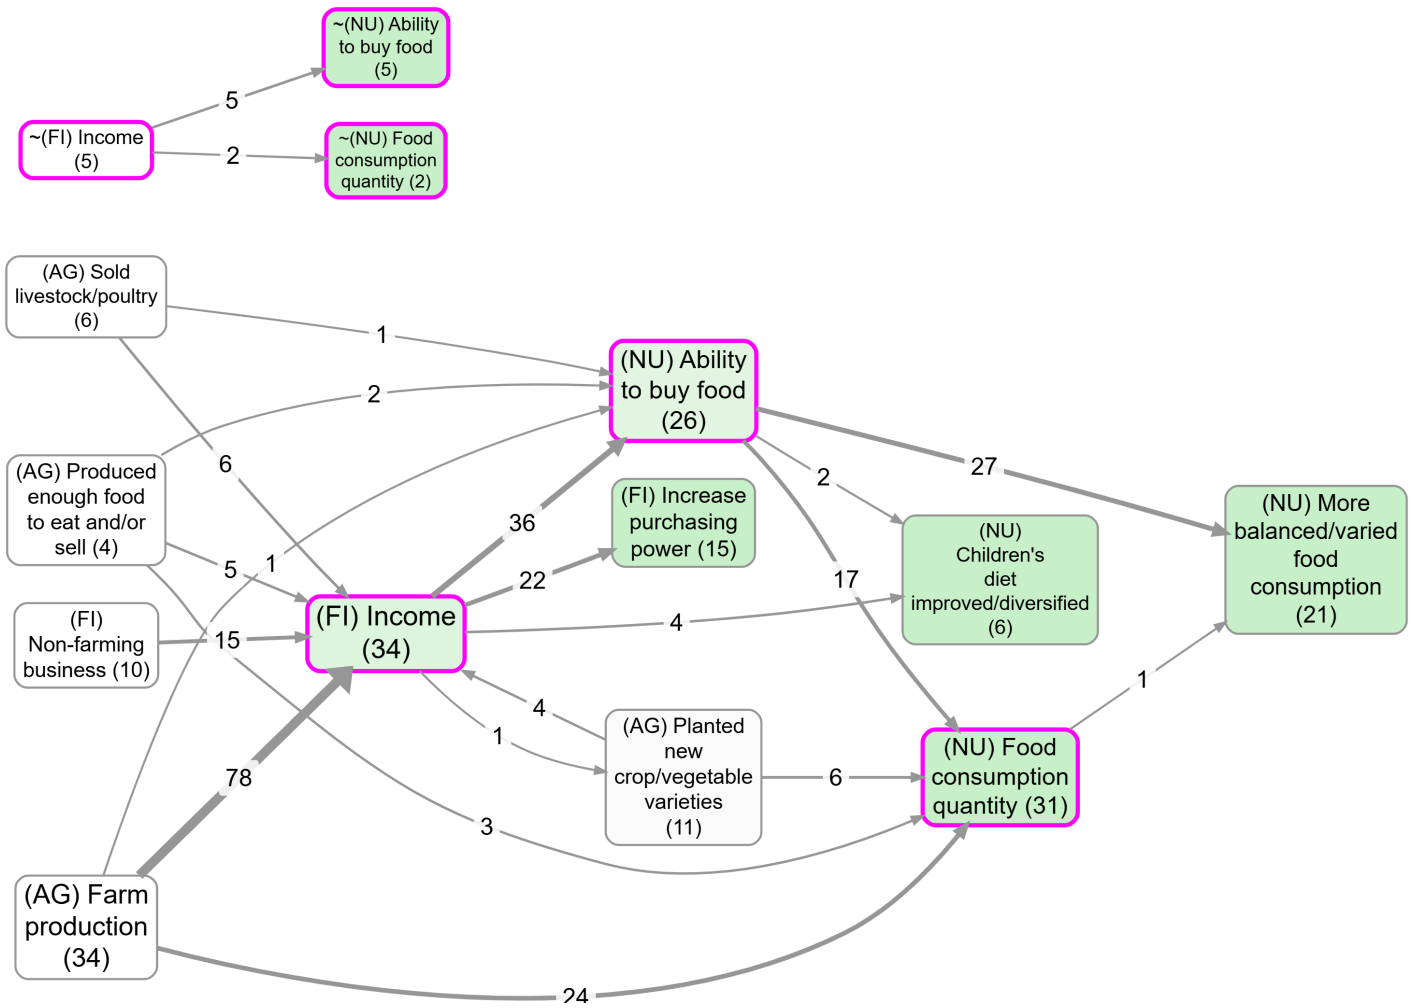 ~(NU) Ability
to buy food
(5)
5
~(FI) Income
(5)
2
~(NU) Food
consumption
quantity (2)
(AG) Sold
livestock/poultry
(6)
1
(NU) Ability
to buy food
(26)
2
6
27
(AG) Produced
enough food
to eat and/or
sell (4)
2
(FI) Increase
purchasing
power (15)
36
(NU) More
balanced/varied
food
consumption
(21)
(NU)
Children's
diet
improved/diversified
(6)
5
1
22
17
(FI)
Non-farming
business (10)
15
(FI) Income
(34)
4
1
4
1
(AG) Planted
new
crop/vegetable
varieties
(11)
6
(NU) Food
consumption
quantity (31)
78
3
(AG) Farm
production
(34)
24